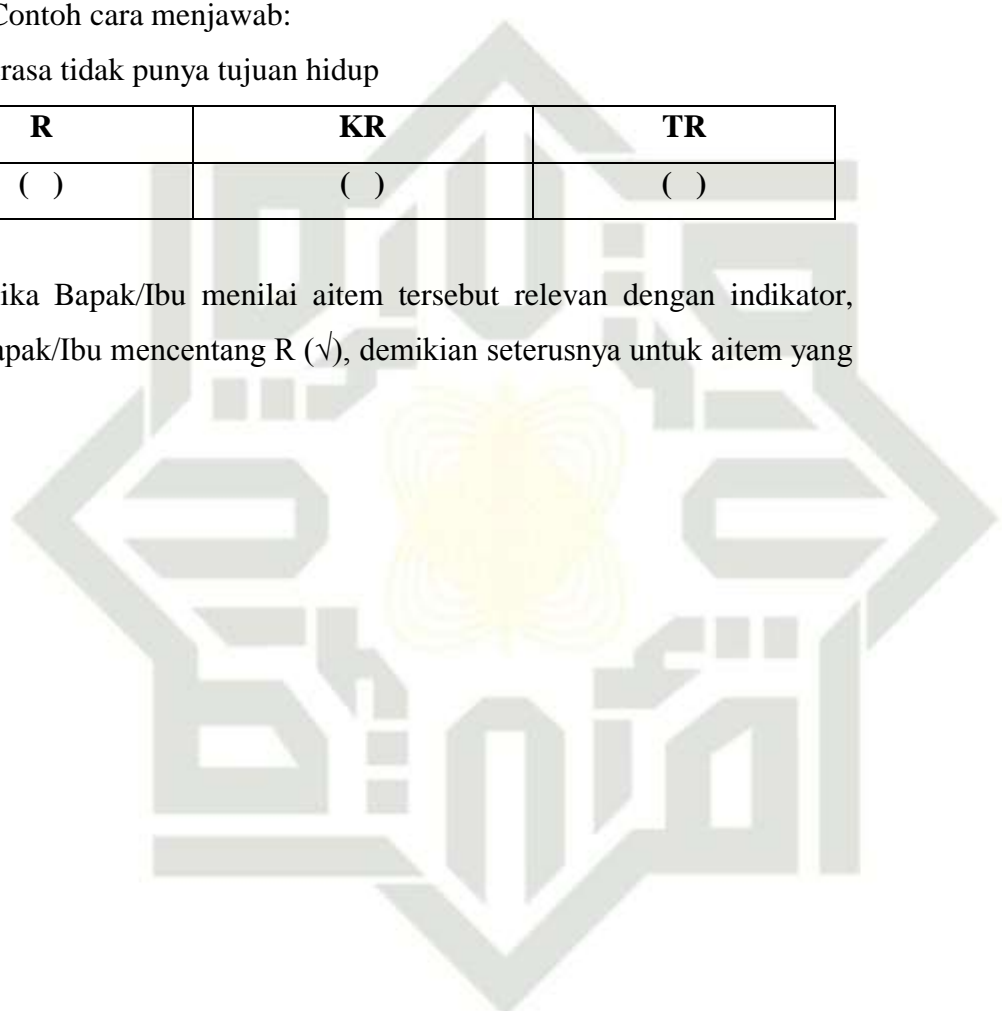 Contoh cara menjawab:
rasa tidak punya tujuan hidup
R KR TR
( ) ( ) ( )
ika Bapak/Ibu menilai aitem tersebut relevan dengan indikator,
apak/Ibu mencentang R (√), demikian seterusnya untuk aitem yang